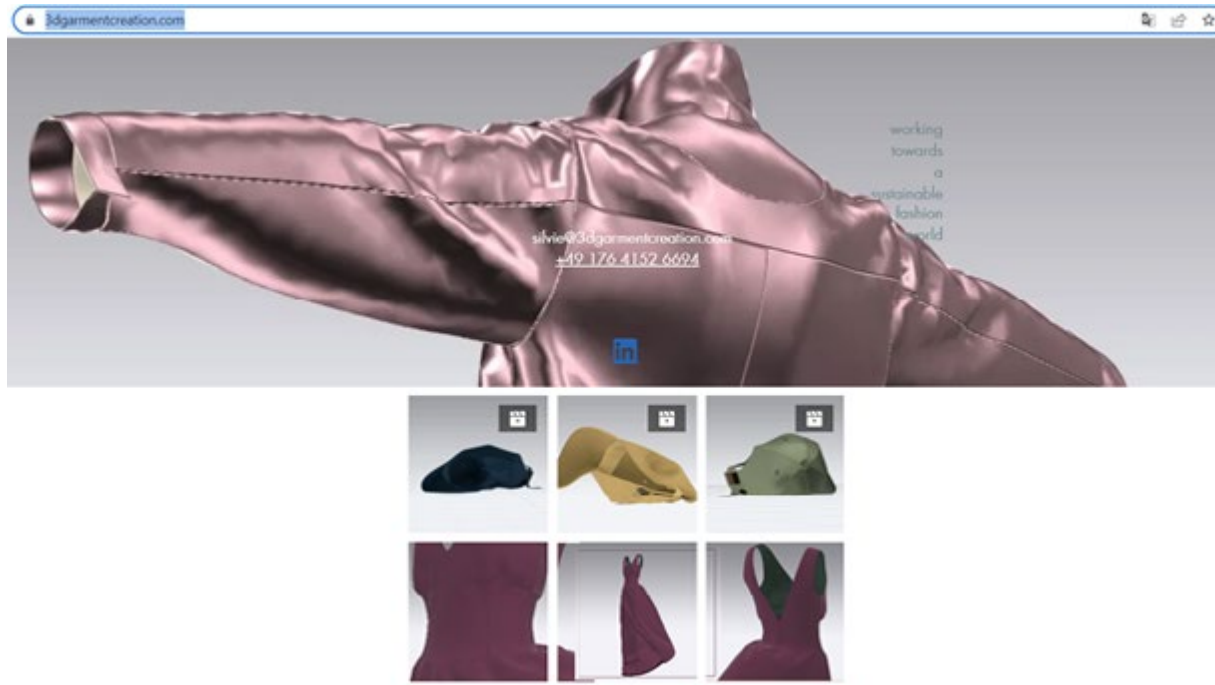 3dgarmentcreation.com
working
towards
a
sustainable
fashion
world
silvie@3dgarmentcreation.com
+49 176 4152 6694
in